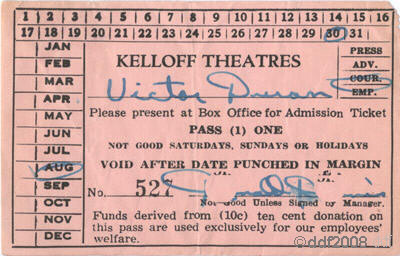 1 2 3 4 5 6 7 8 9 10 11 12 13 14 15 16
17 18 19 20 21 22 23 24 25 26 27 28 29 30 31
JAN
FEB
MAR
APR
MAY
JUN
JUL
AUG
SEP
OCT
NOV
DEC
PRESS
ADV.
COUR.
EMP.
KELLOFF THEATRES
Victor Duran
Please present at Box Office for Admission Ticket
PASS (1) ONE
NOT GOOD SATURDAYS, SUNDAYS OR HOLIDAYS
VOID AFTER DATE PUNCHED IN MARGIN
No. 527
Not Good Unless Signed by Manager.
Funds derived from (10c) ten cent donation on
this pass are used exclusively for our employees'
welfare.
©ddf2008